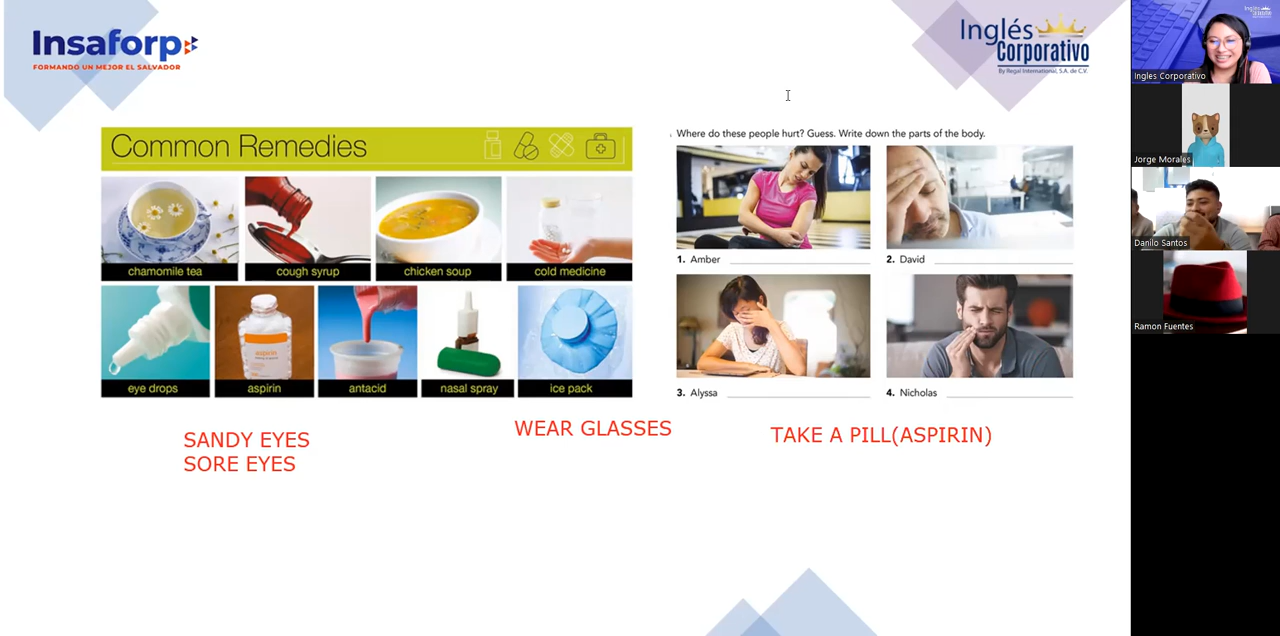 Insaforp
FORMANDO UN MEJOR EL SALVADOR
Inglés
Corporativo
By Regal International, S.A. de C.V.
Common Remedies
chamomile tea
cough syrup
chicken soup
cold medicine
eye drops
aspirin
aspirin
antacid
nasal spray
ice pack
Where do these people hurt? Guess. Write down the parts of the body.
1. Amber
2. David
3. Alyssa
4. Nicholas
SANDY EYES
SORE EYES
WEAR GLASSES
TAKE A PILL(ASPIRIN)
Ingles Corporativo
Jorge Morales
Danilo Santos
Ramon Fuentes